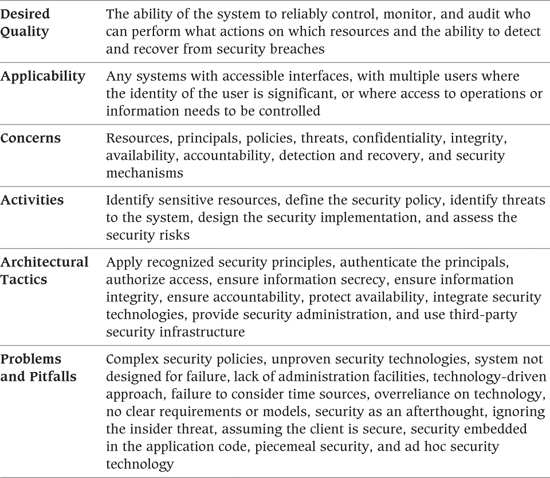 Desired Quality
The ability of the system to reliably control, monitor, and audit who
can perform what actions on which resources and the ability to detect
and recover from security breaches
Applicability
Any systems with accessible interfaces, with multiple users where
the identity of the user is significant, or where access to operations or
information needs to be controlled
Concerns
Resources, principals, policies, threats, confidentiality, integrity,
availability, accountability, detection and recovery, and security
mechanisms
Activities
Identify sensitive resources, define the security policy, identify threats
to the system, design the security implementation, and assess the
security risks
Architectural
Tactics
Apply recognized security principles, authenticate the principals,
authorize access, ensure information secrecy, ensure information
integrity, ensure accountability, protect availability, integrate security
technologies, provide security administration, and use third-party
security infrastructure
Problems
and Pitfalls
Complex security policies, unproven security technologies, system not
designed for failure, lack of administration facilities, technology-driven
approach, failure to consider time sources, overreliance on technology,
no clear requirements or models, security as an afterthought, ignoring
the insider threat, assuming the client is secure, security embedded
in the application code, piecemeal security, and ad hoc security
technology